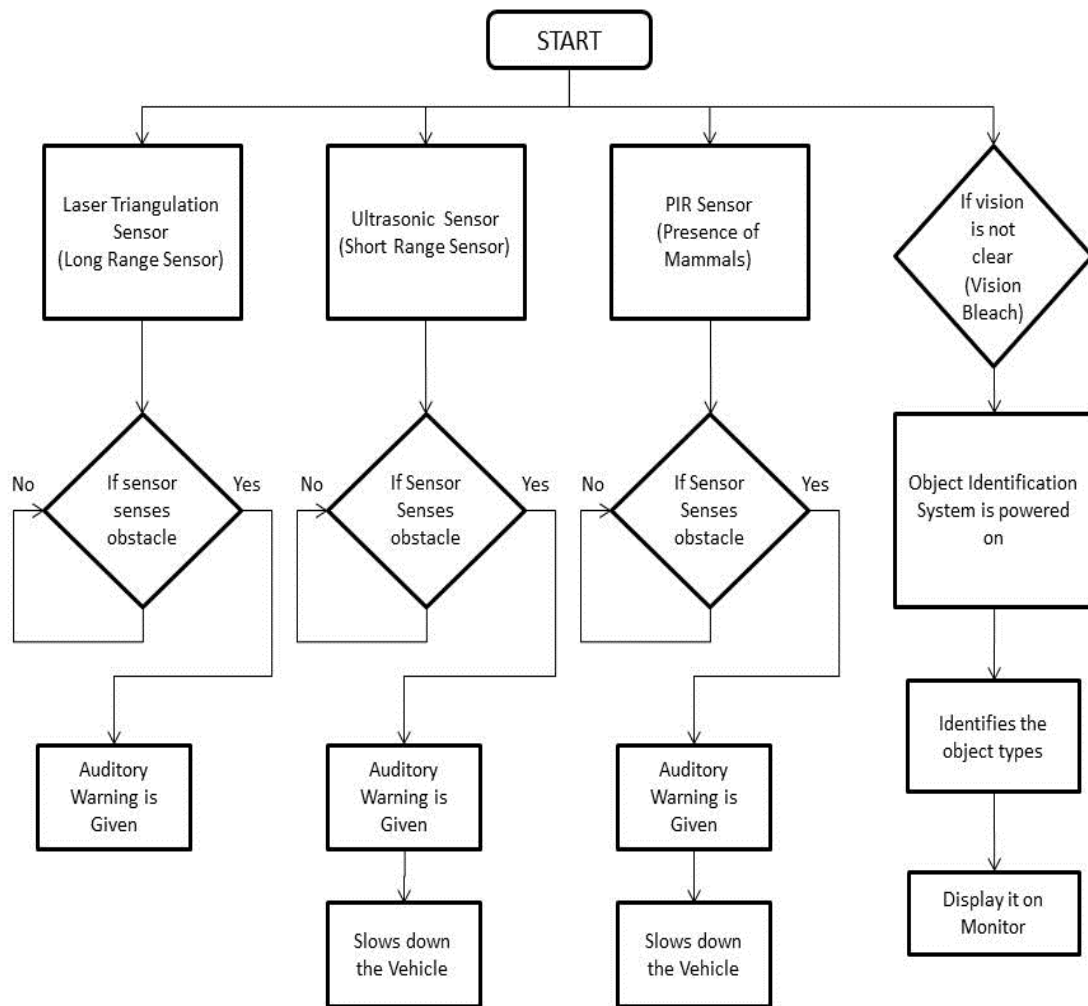 START
Laser Triangulation
Sensor
(Long Range Sensor)
Ultrasonic Sensor
(Short Range Sensor)
PIR Sensor
(Presence of
Mammals)
If vision
is not
clear
(Vision
Bleach)
No
If sensor
senses
obstacle
Yes
No
If Sensor
Senses
obstacle
Yes
No
If Sensor
Senses
obstacle
Yes
Object Identification
System is powered
on
Auditory
Warning is
Given
Auditory
Warning is
Given
Auditory
Warning is
Given
Identifies the
object types
Slows down
the Vehicle
Slows down
the Vehicle
Display it on
Monitor